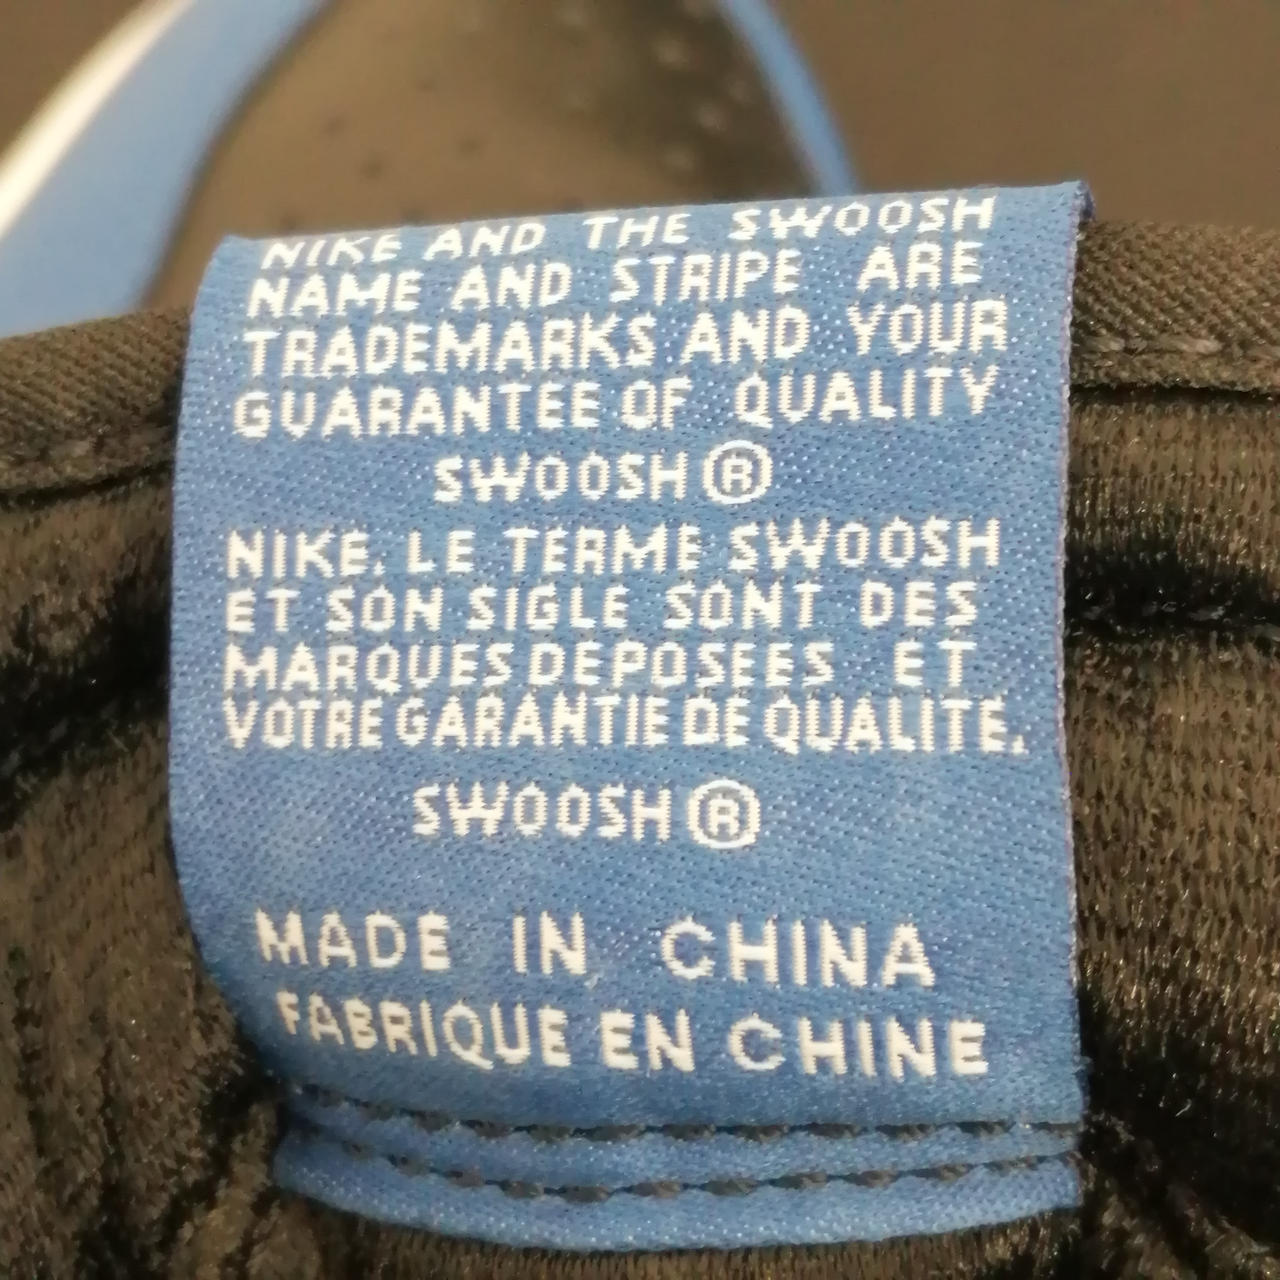 NIKE AND THE SWOOSH
NAME AND STRIPE ARE
TRADEMARKS AND YOUR
GUARANTEE OF QUALITY
SWOOSH ®
NIKE. LE TERME SWOOSH
ET SON SIGLE SONT DES
MARQUES DEPOSEES ET
VOTRE GARANTIE DE QUALITE.
SWOOSH ®
MADE IN CHINA
FABRIQUE EN CHINE